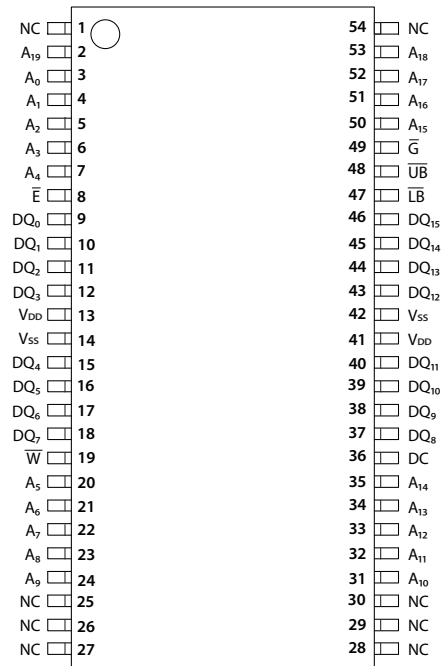 NC 1 54 NC
A₁₉ 2 53 A₁₈
A₀ 3 52 A₁₇
A₁ 4 51 A₁₆
A₂ 5 50 A₁₅
A₃ 6 49 G̅
A₄ 7 48 U̅B̅
E̅ 8 47 L̅B̅
DQ₀ 9 46 DQ₁₅
DQ₁ 10 45 DQ₁₄
DQ₂ 11 44 DQ₁₃
DQ₃ 12 43 DQ₁₂
VDD 13 42 Vss
Vss 14 41 VDD
DQ₄ 15 40 DQ₁₁
DQ₅ 16 39 DQ₁₀
DQ₆ 17 38 DQ₉
DQ₇ 18 37 DQ₈
W̅ 19 36 DC
A₅ 20 35 A₁₄
A₆ 21 34 A₁₃
A₇ 22 33 A₁₂
A₈ 23 32 A₁₁
A₉ 24 31 A₁₀
NC 25 30 NC
NC 26 29 NC
NC 27 28 NC